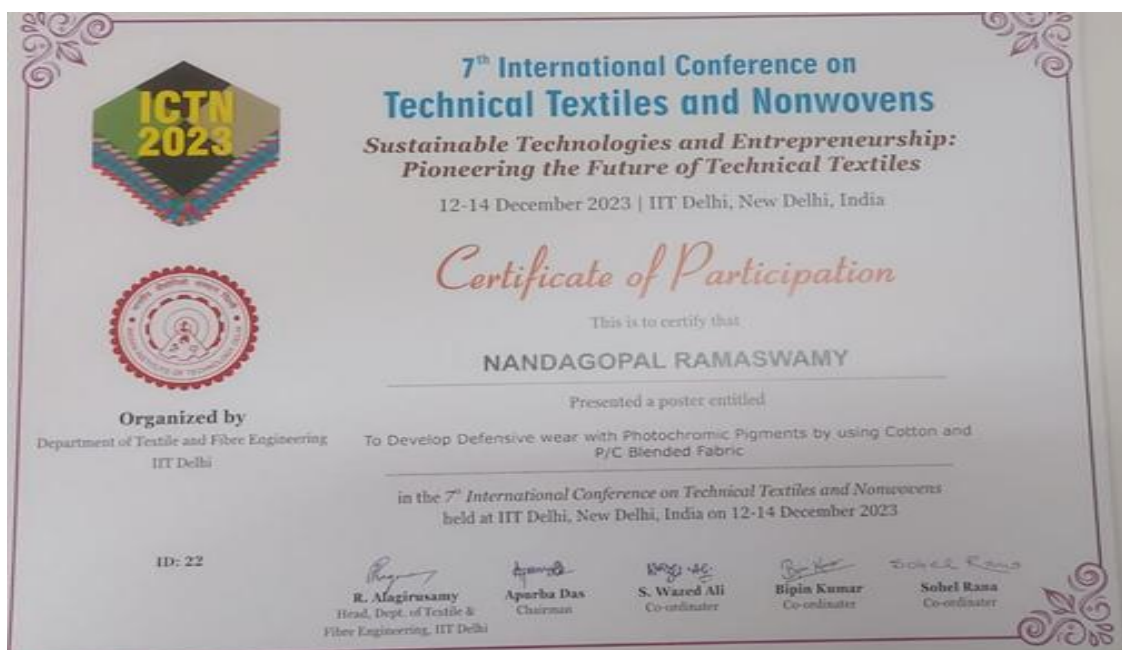 ICTN
2023
7th International Conference on
Technical Textiles and Nonwovens
Sustainable Technologies and Entrepreneurship:
Pioneering the Future of Technical Textiles
12-14 December 2023 | IIT Delhi, New Delhi, India
Certificate of Participation
This is to certify that
NANDAGOPAL RAMASWAMY
Presented a poster entitled
To Develop Defensive wear with Photochromic Pigments by using Cotton and
P/C Blended Fabric
in the 7th International Conference on Technical Textiles and Nonwovens
held at IIT Delhi, New Delhi, India on 12-14 December 2023
Organized by
Department of Textile and Fibre Engineering
IIT Delhi
ID: 22
R. Alagirusamy
Head, Dept. of Textile &
Fibre Engineering, IIT Delhi
Apurba Das
Chairman
S. Wazed Ali
Co-ordinator
Bipin Kumar
Co-ordinator
Sohel Rana
Sohel Rana
Co-ordinator